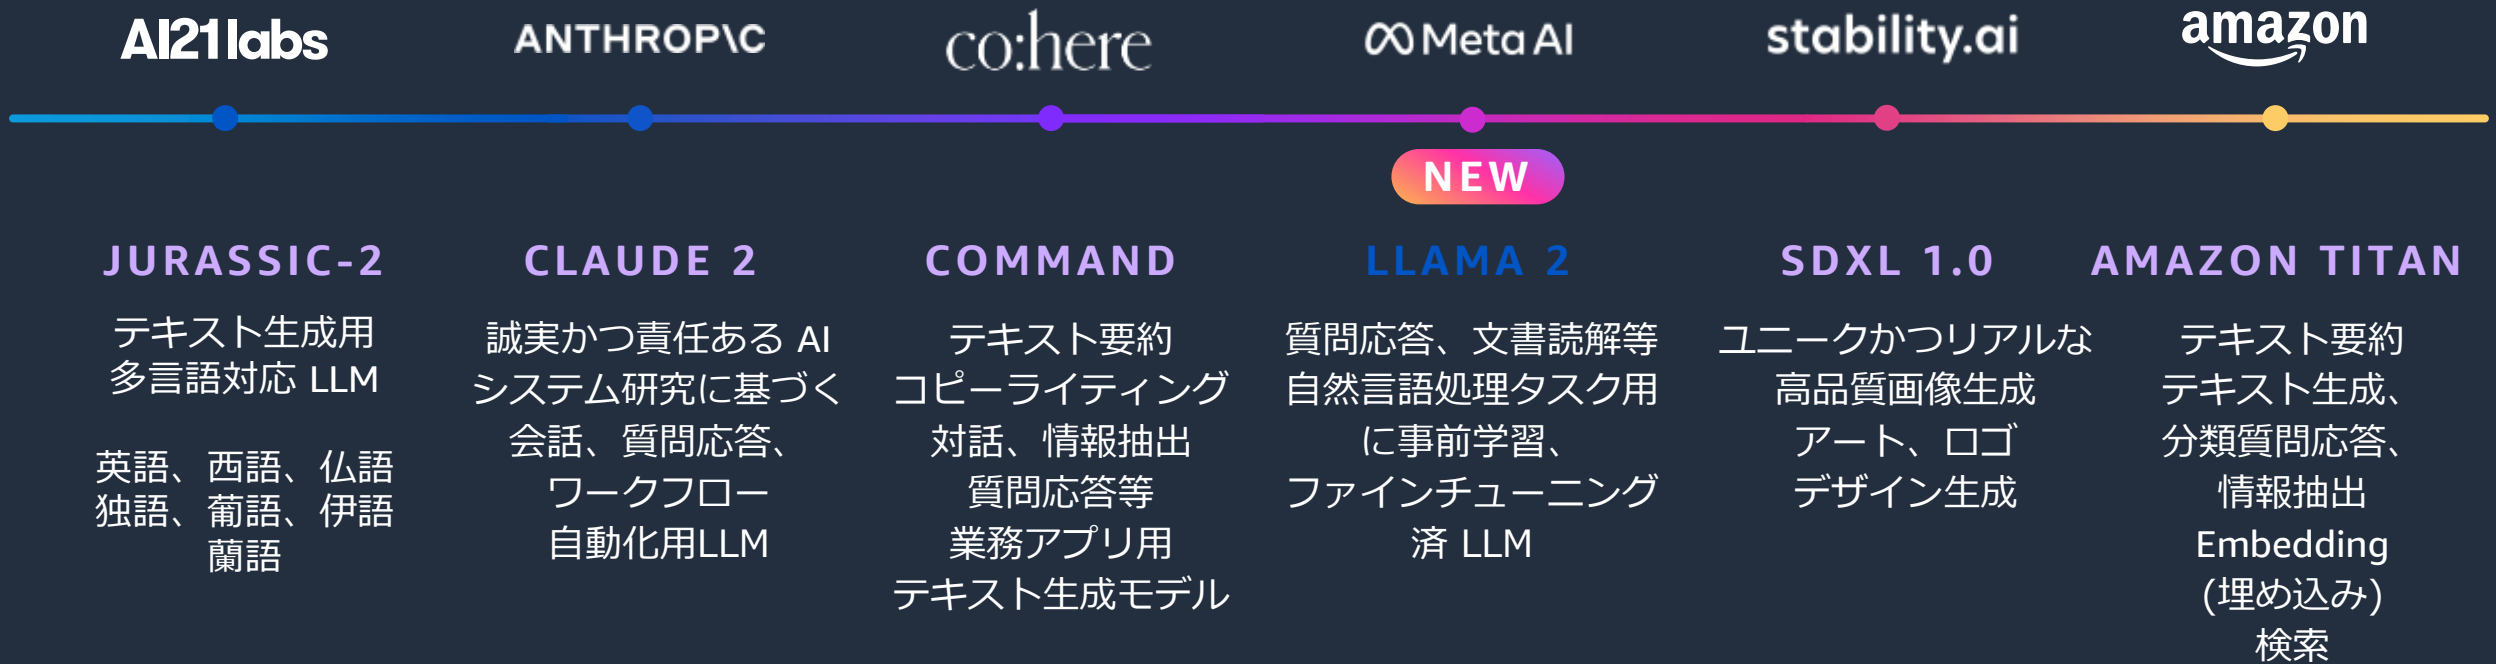 AI21labs
ANTHROP\C
co:here
Meta AI
stability.ai
amazon
NEW
JURASSIC-2
テキスト生成用
多言語対応 LLM
英語、西語、仏語
独語、葡語、伊語
蘭語
CLAUDE 2
誠実かつ責任ある AI
システム研究に基づく
会話、質問応答、
ワークフロー
自動化用LLM
COMMAND
テキスト要約
コピーライティング
対話、情報抽出
質問応答等
業務アプリ用
テキスト生成モデル
LLAMA 2
質問応答、文書読解等
自然言語処理タスク用
に事前学習、
ファインチューニング
済 LLM
SDXL 1.0
ユニークかつリアルな
高品質画像生成
アート、ロゴ
デザイン生成
AMAZON TITAN
テキスト要約
テキスト生成、
分類質問応答、
情報抽出
Embedding
(埋め込み)
検索